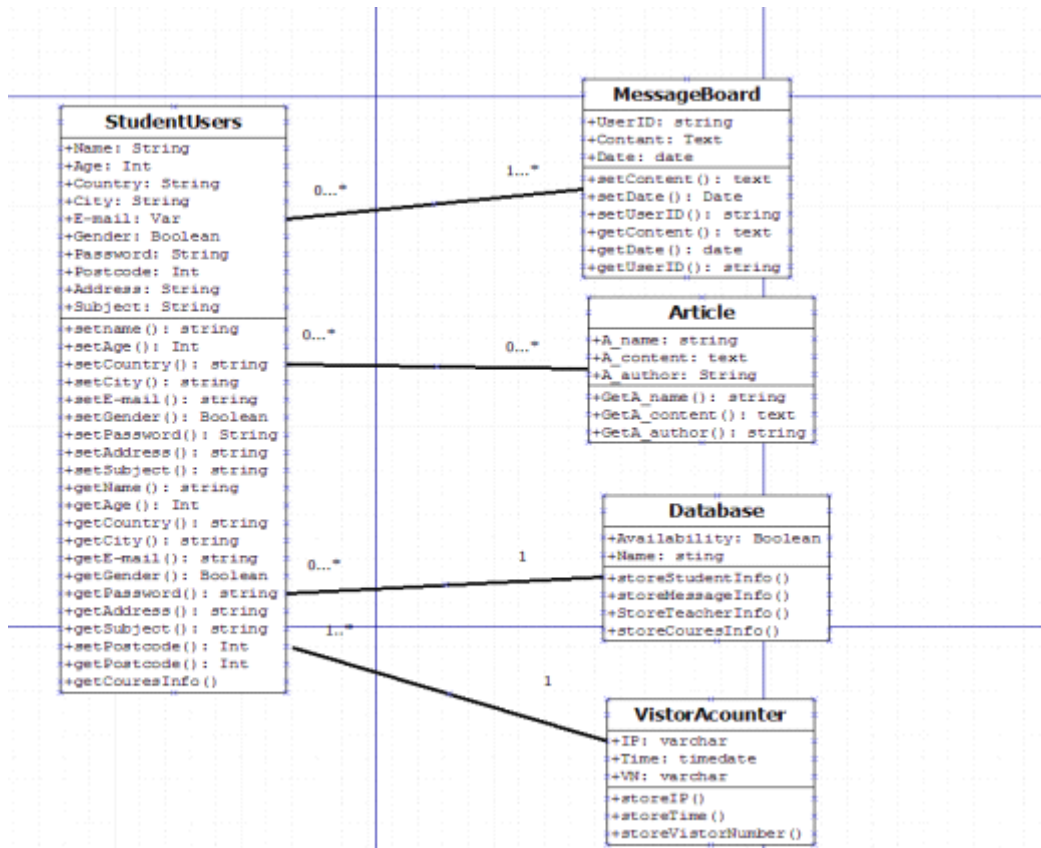 StudentUsers
+Name: String
+Age: Int
+Country: String
+City: String
+E-mail: Var
+Gender: Boolean
+Password: String
+Postcode: Int
+Address: String
+Subject: String
+setname(): string
+setAge(): Int
+setCountry(): string
+setCity(): string
+setE-mail(): string
+setGender(): Boolean
+setPassword(): String
+setAddress(): string
+setSubject(): string
+getName(): string
+getAge(): Int
+getCountry(): string
+getCity(): string
+getE-mail(): string
+getGender(): Boolean
+getPassword(): string
+getAddress(): string
+getSubject(): string
+setPostcode(): Int
+getPostcode(): Int
+getCouresInfo()
0...*
1...*
MessageBoard
+UserID: string
+Contant: Text
+Date: date
+setContent(): text
+setDate(): Date
+setUserID(): string
+getContent(): text
+getDate(): date
+getUserID(): string
0...*
0...*
Article
+A_name: string
+A_content: text
+A_author: String
+GetA_name(): string
+GetA_content(): text
+GetA_author(): string
0...*
1
Database
+Availability: Boolean
+Name: sting
+storeStudentInfo()
+storeMessageInfo()
+StoreTeacherInfo()
+storeCouresInfo()
1..*
1
VistorAcounter
+IP: varchar
+Time: timedate
+VN: varchar
+storeIP()
+storeTime()
+storeVistorNumber()